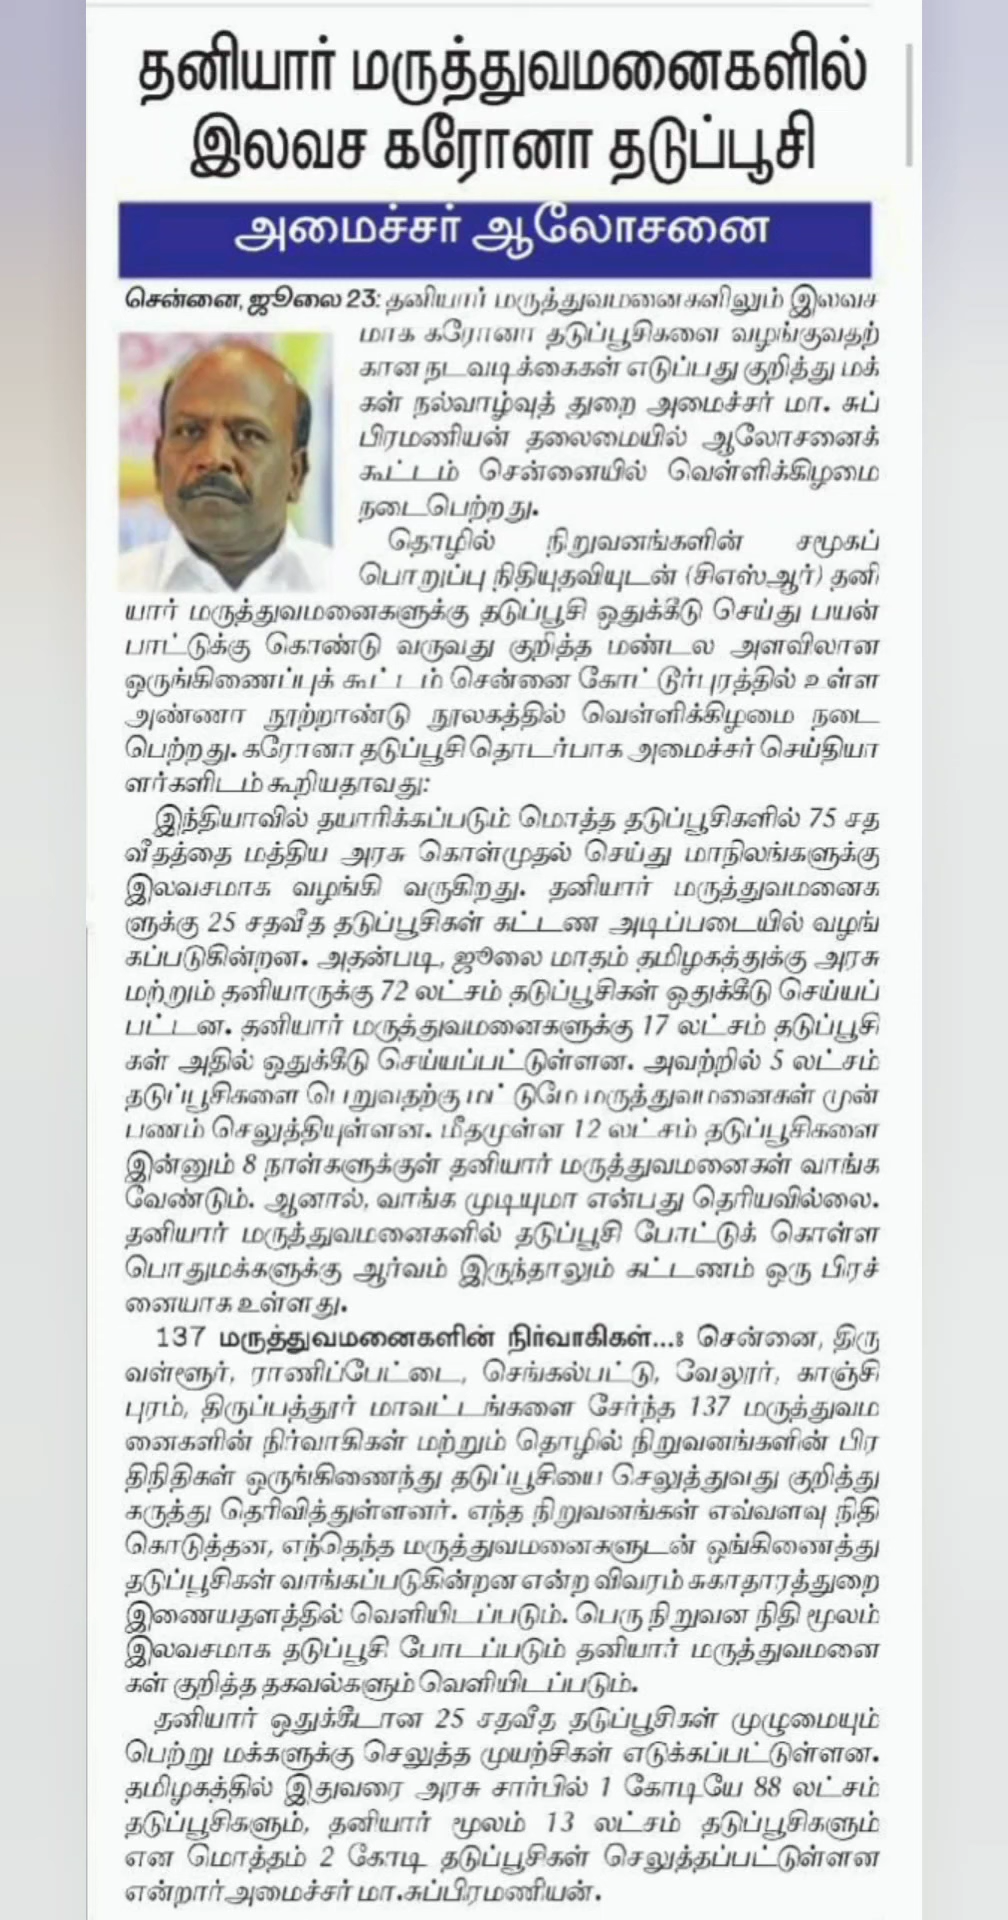 தனியார் மருத்துவமனைகளில்
இலவச கரோனா தடுப்பூசி
அமைச்சர் ஆலோசனை
சென்னை, ஜூலை 23: தனியார் மருத்துவமனைகளிலும் இலவச
மாக கரோனா தடுப்பூசிகளை வழங்குவதற்
கான நடவடிக்கைகள் எடுப்பது குறித்து மக்
கள் நல்வாழ்வுத் துறை அமைச்சர் மா. சுப்
பிரமணியன் தலைமையில் ஆலோசனைக்
கூட்டம் சென்னையில் வெள்ளிக்கிழமை
நடைபெற்றது.
தொழில் நிறுவனங்களின் சமூகப்
பொறுப்பு நிதியுதவியுடன் (சிஎஸ்ஆர்) தனி
யார் மருத்துவமனைகளுக்கு தடுப்பூசி ஒதுக்கீடு செய்து பயன்
பாட்டுக்கு கொண்டு வருவது குறித்த மண்டல அளவிலான
ஒருங்கிணைப்புக் கூட்டம் சென்னை கோட்டூர்புரத்தில் உள்ள
அண்ணா நூற்றாண்டு நூலகத்தில் வெள்ளிக்கிழமை நடை
பெற்றது. கரோனா தடுப்பூசி தொடர்பாக அமைச்சர் செய்தியா
ளர்களிடம் கூறியதாவது:
இந்தியாவில் தயாரிக்கப்படும் மொத்த தடுப்பூசிகளில் 75 சத
வீதத்தை மத்திய அரசு கொள்முதல் செய்து மாநிலங்களுக்கு
இலவசமாக வழங்கி வருகிறது. தனியார் மருத்துவமனைக
ளுக்கு 25 சதவீத தடுப்பூசிகள் கட்டண அடிப்படையில் வழங்
கப்படுகின்றன. அதன்படி, ஜூலை மாதம் தமிழகத்துக்கு அரசு
மற்றும் தனியாருக்கு 72 லட்சம் தடுப்பூசிகள் ஒதுக்கீடு செய்யப்
பட்டன. தனியார் மருத்துவமனைகளுக்கு 17 லட்சம் தடுப்பூசி
கள் அதில் ஒதுக்கீடு செய்யப்பட்டுள்ளன. அவற்றில் 5 லட்சம்
தடுப்பூசிகளை பெறுவதற்கு மட்டுமே மருத்துவமனைகள் முன்
பணம் செலுத்தியுள்ளன. மீதமுள்ள 12 லட்சம் தடுப்பூசிகளை
இன்னும் 8 நாள்களுக்குள் தனியார் மருத்துவமனைகள் வாங்க
வேண்டும். ஆனால், வாங்க முடியுமா என்பது தெரியவில்லை.
தனியார் மருத்துவமனைகளில் தடுப்பூசி போட்டுக் கொள்ள
பொதுமக்களுக்கு ஆர்வம் இருந்தாலும் கட்டணம் ஒரு பிரச்
னையாக உள்ளது.
137 மருத்துவமனைகளின் நிர்வாகிகள்...: சென்னை, திரு
வள்ளூர், ராணிப்பேட்டை, செங்கல்பட்டு, வேலூர், காஞ்சி
புரம், திருப்பத்தூர் மாவட்டங்களை சேர்ந்த 137 மருத்துவம
னைகளின் நிர்வாகிகள் மற்றும் தொழில் நிறுவனங்களின் பிர
திநிதிகள் ஒருங்கிணைந்து தடுப்பூசியை செலுத்துவது குறித்து
கருத்து தெரிவித்துள்ளனர். எந்த நிறுவனங்கள் எவ்வளவு நிதி
கொடுத்தன, எந்தெந்த மருத்துவமனைகளுடன் ஒங்கிணைத்து
தடுப்பூசிகள் வாங்கப்படுகின்றன என்ற விவரம் சுகாதாரத்துறை
இணையதளத்தில் வெளியிடப்படும். பெரு நிறுவன நிதி மூலம்
இலவசமாக தடுப்பூசி போடப்படும் தனியார் மருத்துவமனை
கள் குறித்த தகவல்களும் வெளியிடப்படும்.
தனியார் ஒதுக்கீடான 25 சதவீத தடுப்பூசிகள் முழுமையும்
பெற்று மக்களுக்கு செலுத்த முயற்சிகள் எடுக்கப்பட்டுள்ளன.
தமிழகத்தில் இதுவரை அரசு சார்பில் 1 கோடியே 88 லட்சம்
தடுப்பூசிகளும், தனியார் மூலம் 13 லட்சம் தடுப்பூசிகளும்
என மொத்தம் 2 கோடி தடுப்பூசிகள் செலுத்தப்பட்டுள்ளன
என்றார் அமைச்சர் மா.சுப்பிரமணியன்.